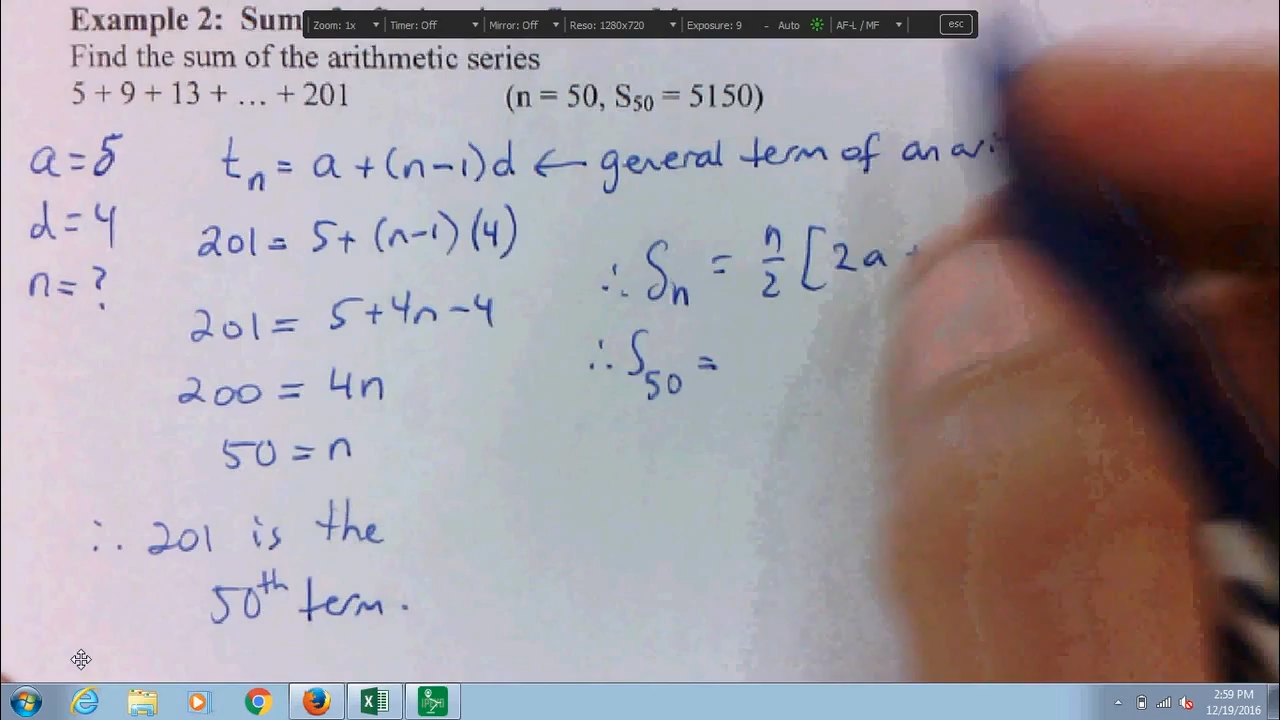 Zoom: 1x Timer: Off Mirror: Off Reso: 1280x720 Exposure: 9 - Auto AF-L / MF esc
Example 2: Sum
Find the sum of the arithmetic series
5 + 9 + 13 + ... + 201 (n = 50, S₅₀ = 5150)
a = 5
d = 4
n = ?
tₙ = a + (n-1)d ← general term of an
201 = 5 + (n-1)(4)
201 = 5+4n-4
200 = 4n
50 = n
∴ 201 is the
50ᵗʰ term.
∴ Sₙ = n/2 [2a +
∴ S₅₀ =
2:59 PM
12/19/2016